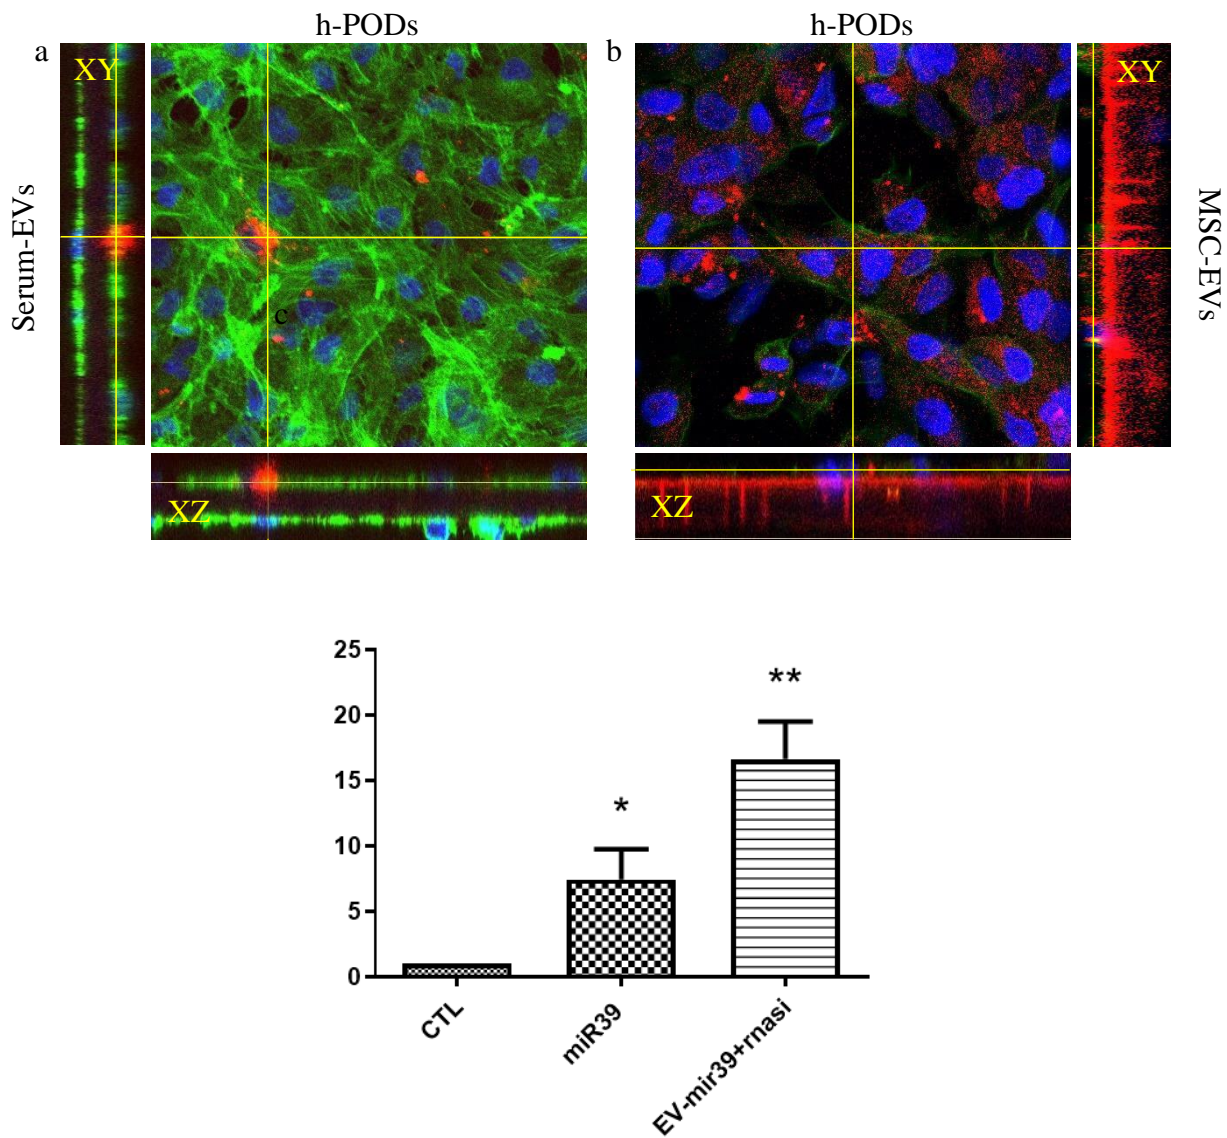 h-PODs
h-PODs
a
b
XY
XY
Serum-EVs
MSC-EVs
c
XZ
XZ
25
20
15
10
5
0
*
**
CTL
miR39
EV-mir39+rnasi